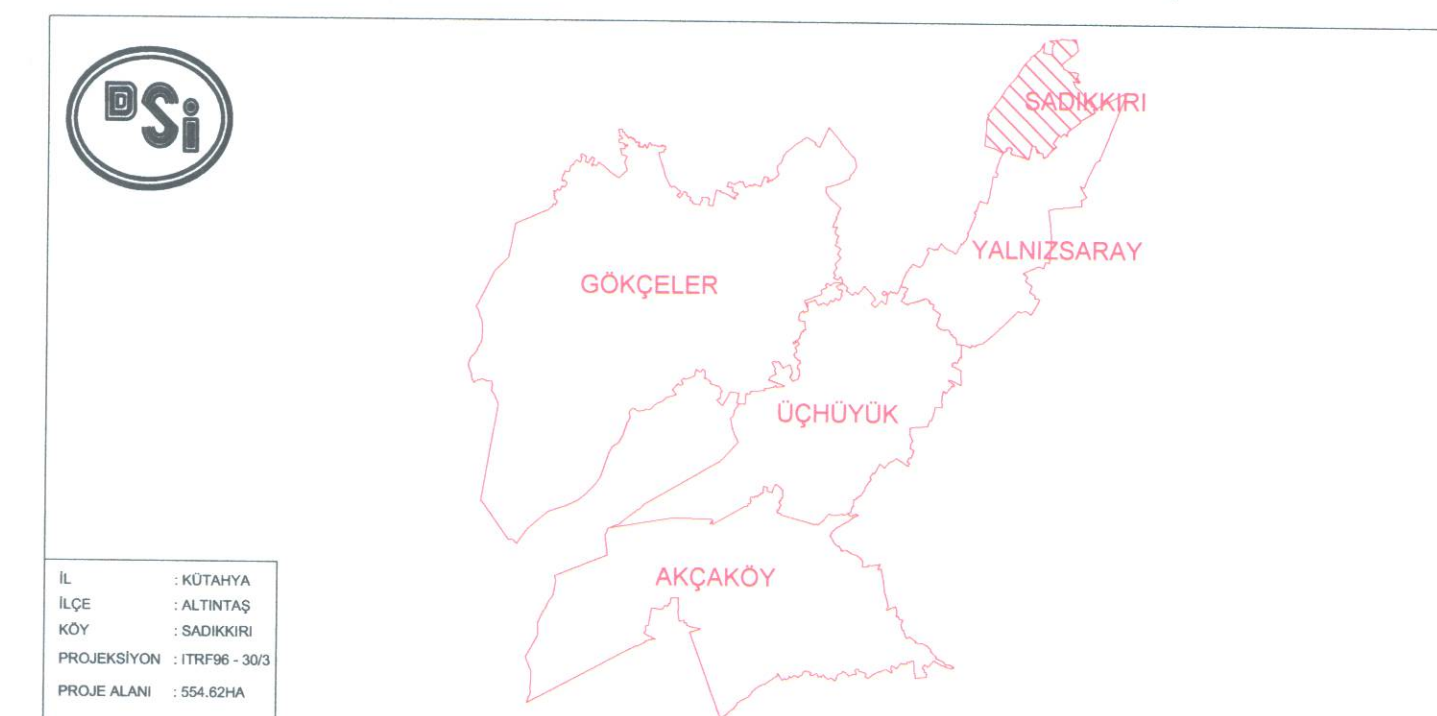 DSİ
SADIKKIRI
YALNIZSARAY
GÖKÇELER
ÜÇHÜYÜK
AKÇAKÖY
İL : KÜTAHYA
İLÇE : ALTINTAŞ
KÖY : SADIKKIRI
PROJEKSİYON : ITRF96 - 30/3
PROJE ALANI : 554.62HA